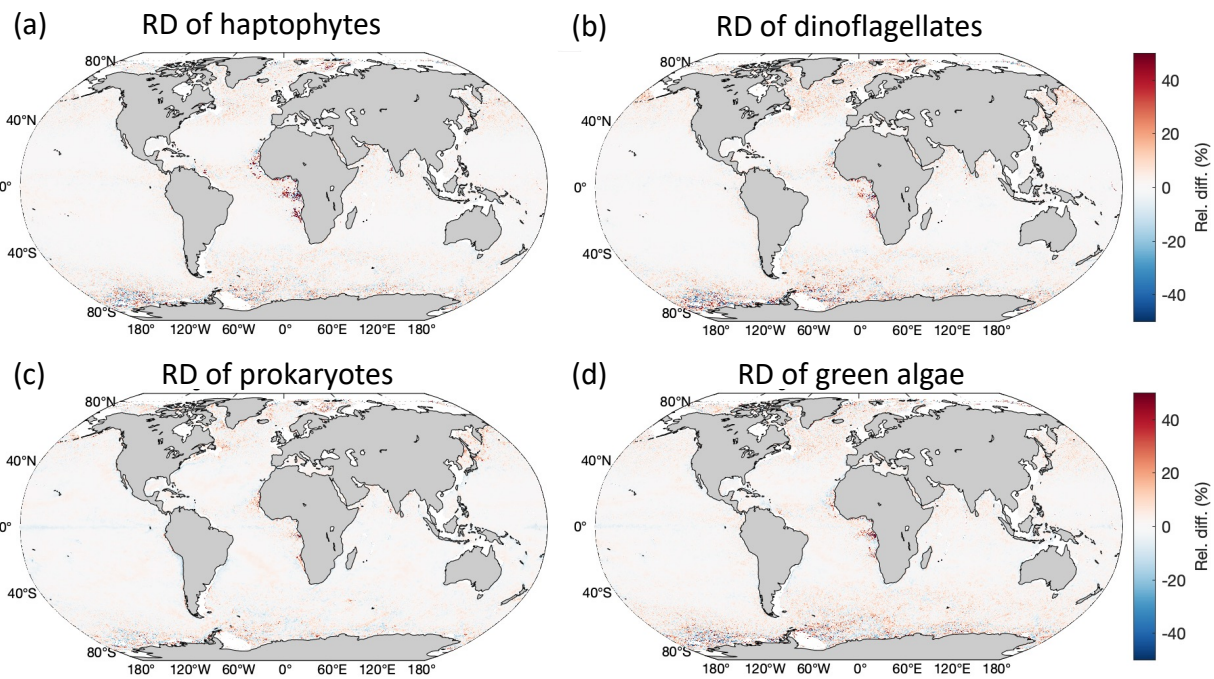 (a) RD of haptophytes
(b) RD of dinoflagellates
80°N
40°N
0°
40°S
80°S
180° 120°W 60°W 0° 60°E 120°E 180°
80°N
40°N
0°
40°S
80°S
180° 120°W 60°W 0° 60°E 120°E 180°
40
20
0
-20
-40
Rel. diff. (%)
(c) RD of prokaryotes
(d) RD of green algae
80°N
40°N
0°
40°S
80°S
180° 120°W 60°W 0° 60°E 120°E 180°
80°N
40°N
0°
40°S
80°S
180° 120°W 60°W 0° 60°E 120°E 180°
40
20
0
-20
-40
Rel. diff. (%)